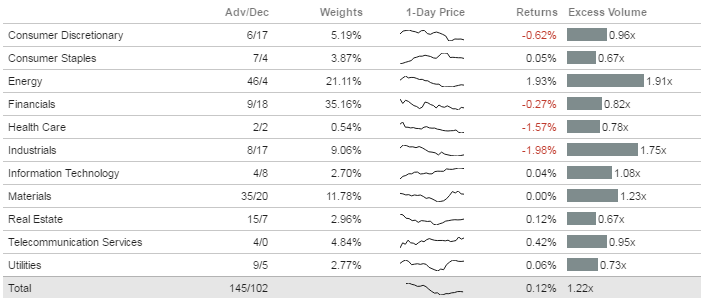 Adv/Dec Weights 1-Day Price Returns Excess Volume
Consumer Discretionary 6/17 5.19% -0.62% 0.96x
Consumer Staples 7/4 3.87% 0.05% 0.67x
Energy 46/4 21.11% 1.93% 1.91x
Financials 9/18 35.16% -0.27% 0.82x
Health Care 2/2 0.54% -1.57% 0.78x
Industrials 8/17 9.06% -1.98% 1.75x
Information Technology 4/8 2.70% 0.04% 1.08x
Materials 35/20 11.78% 0.00% 1.23x
Real Estate 15/7 2.96% 0.12% 0.67x
Telecommunication Services 4/0 4.84% 0.42% 0.95x
Utilities 9/5 2.77% 0.06% 0.73x
Total 145/102 0.12% 1.22x